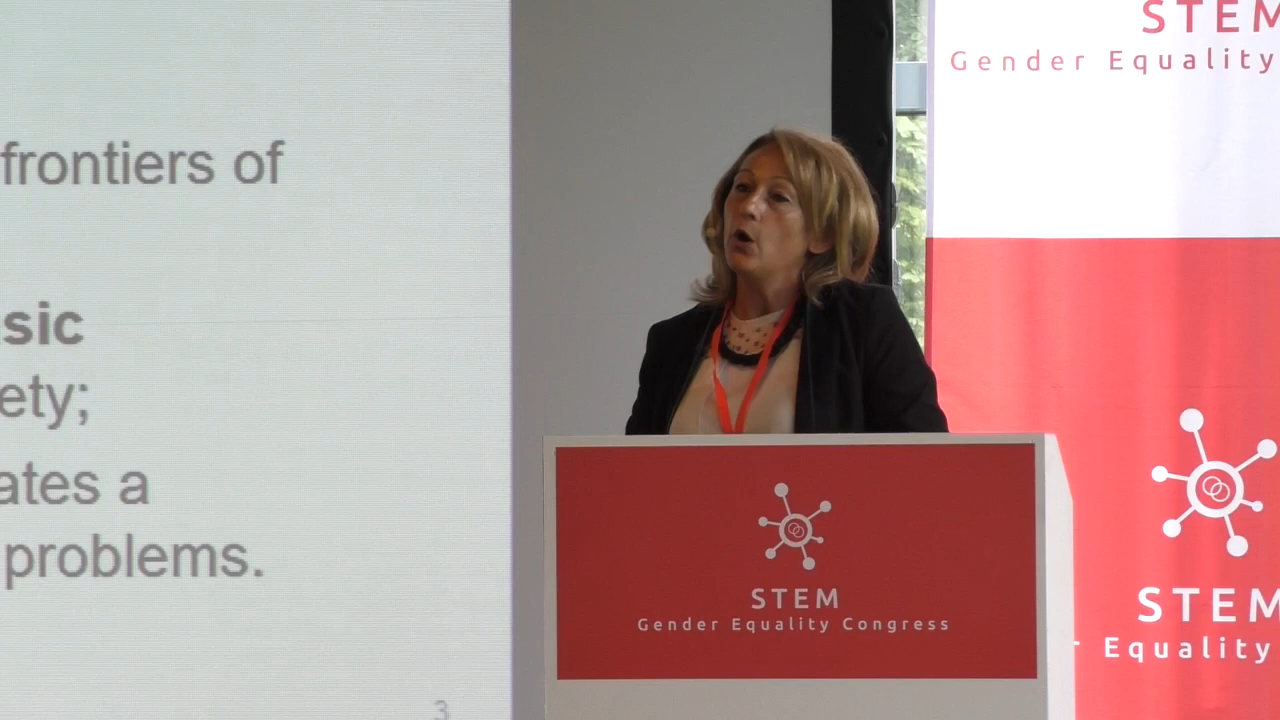 frontiers of
sic
ety;
ates a
problems.
3
STEM
Gender Equality Congress
STEM
Gender Equality
STEM
Equality